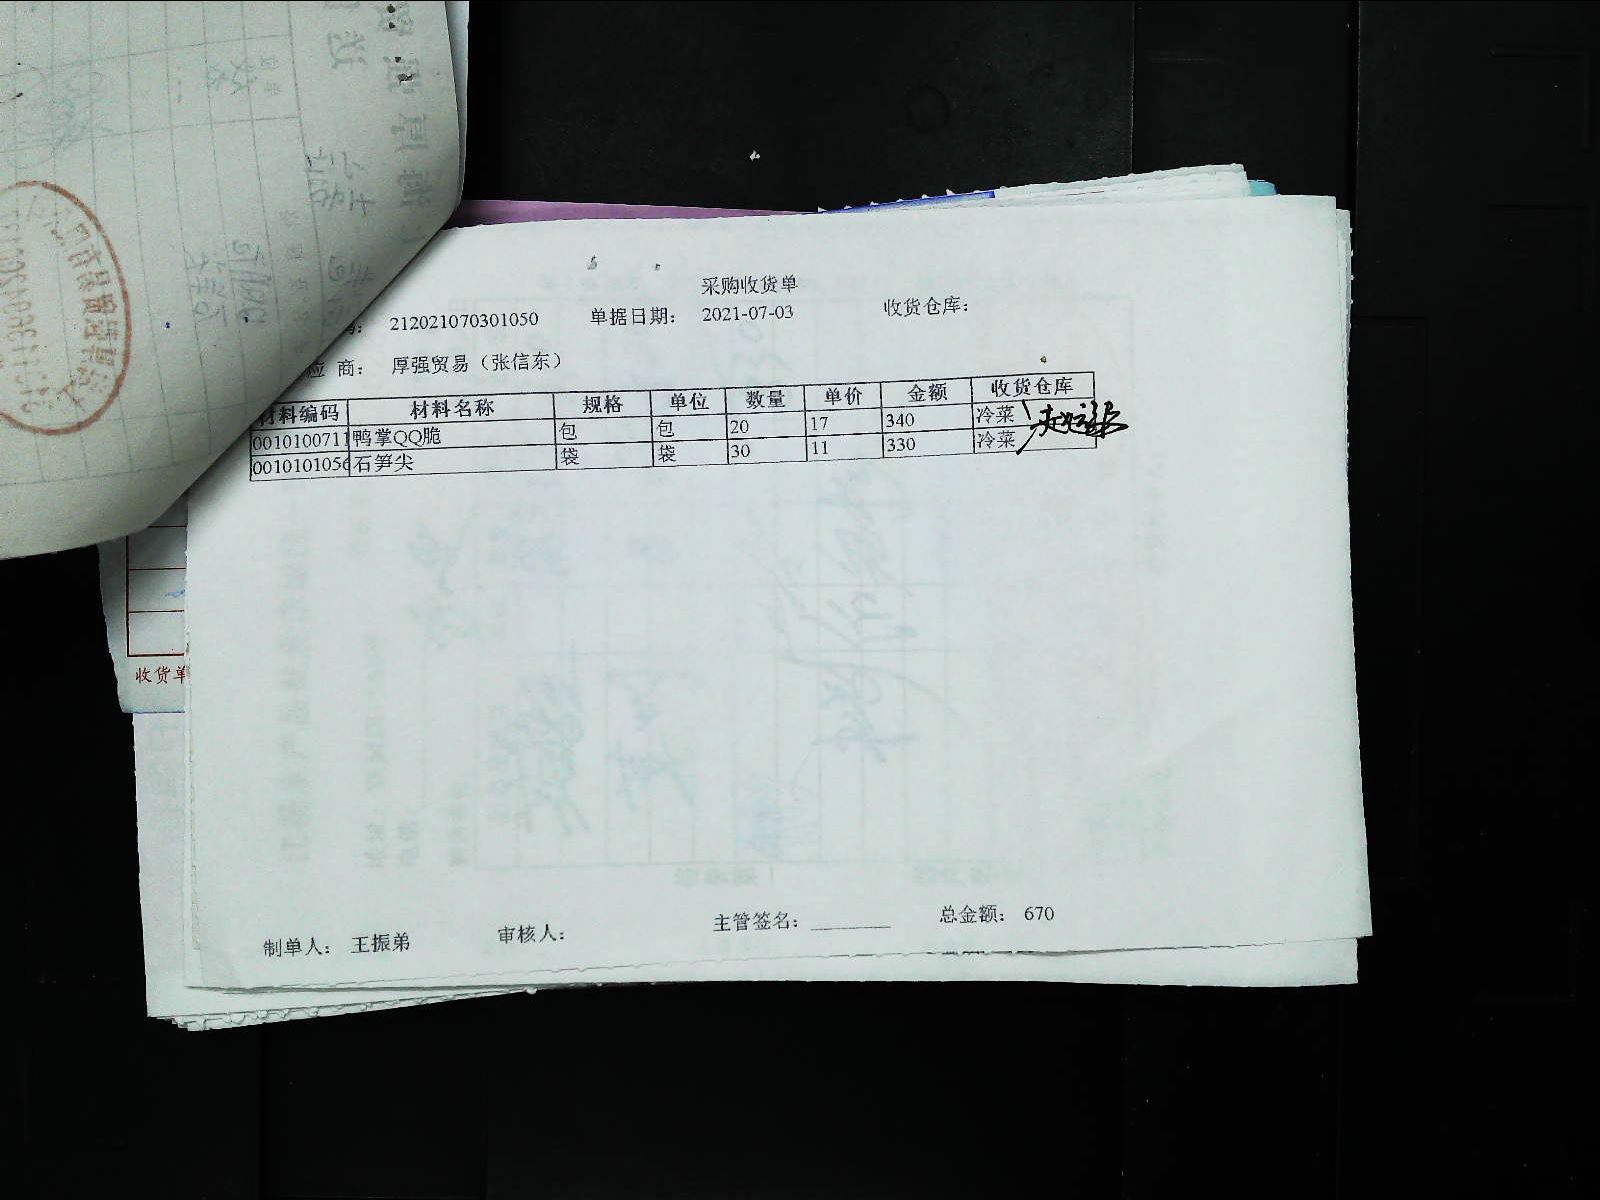 采购收货单
212021070301050 单据日期： 2021-07-03 收货仓库：
应 商： 厚强贸易（张信东）
材料编码 材料名称 规格 单位 数量 单价 金额 收货仓库
0010100711 鸭掌QQ脆 包 包 20 17 340 冷菜
0010101056 石笋尖 袋 袋 30 11 330 冷菜
收货单
制单人： 王振弟 审核人： 主管签名： 总金额： 670